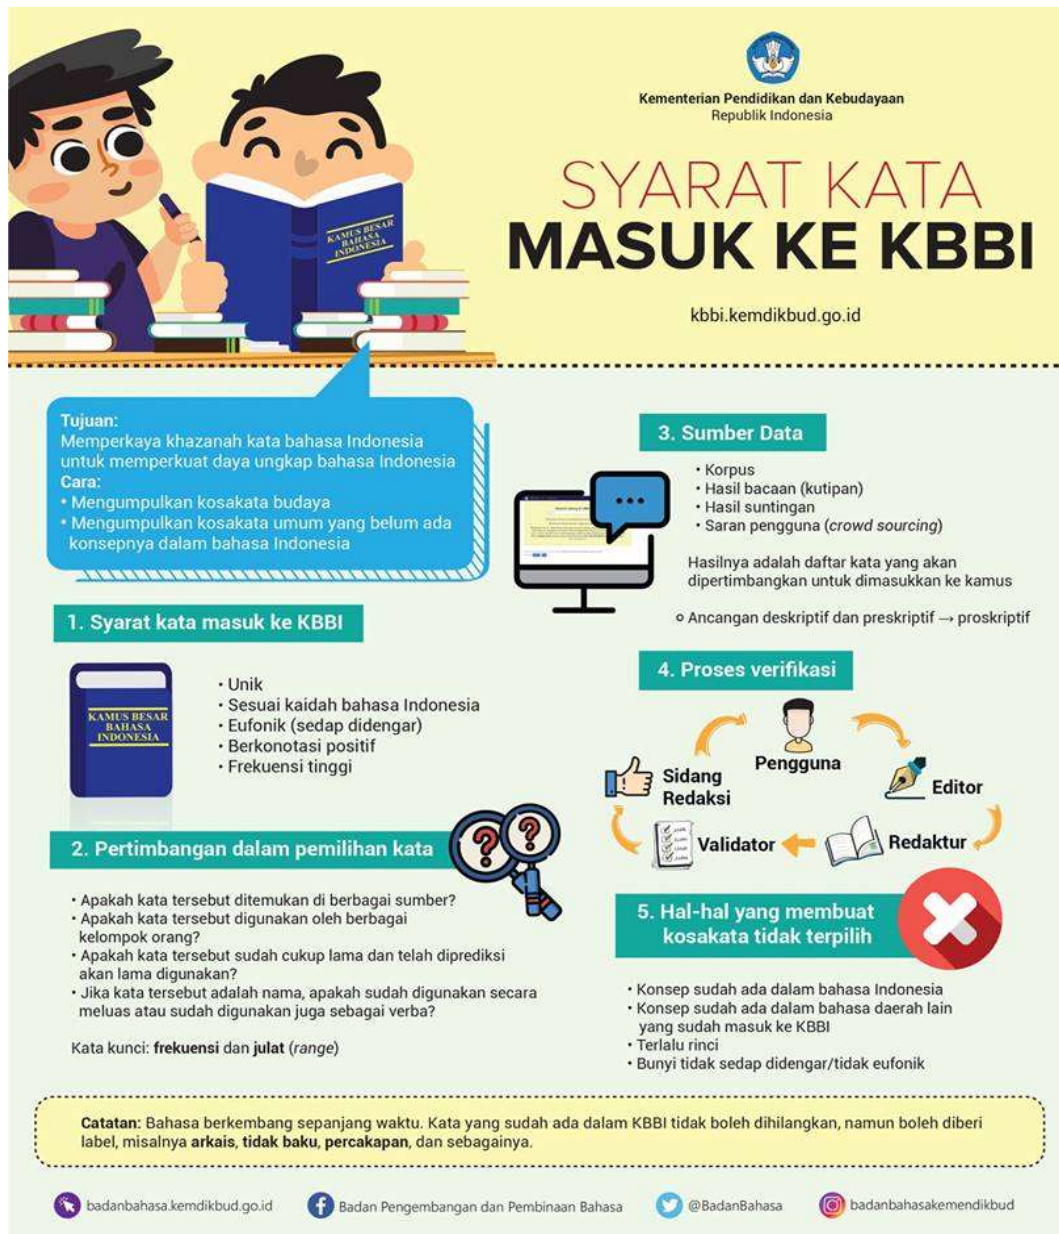 Kementerian Pendidikan dan Kebudayaan
Republik Indonesia
SYARAT KATA
MASUK KE KBBI
kbbi.kemdikbud.go.id
KAMUS BESAR
BAHASA
INDONESIA
Tujuan:
Memperkaya khazanah kata bahasa Indonesia
untuk memperkuat daya ungkap bahasa Indonesia
Cara:
• Mengumpulkan kosakata budaya
• Mengumpulkan kosakata umum yang belum ada
konsepnya dalam bahasa Indonesia
1. Syarat kata masuk ke KBBI
KAMUS BESAR
BAHASA
INDONESIA
• Unik
• Sesuai kaidah bahasa Indonesia
• Eufonik (sedap didengar)
• Berkonotasi positif
• Frekuensi tinggi
2. Pertimbangan dalam pemilihan kata
? ?
• Apakah kata tersebut ditemukan di berbagai sumber?
• Apakah kata tersebut digunakan oleh berbagai
kelompok orang?
• Apakah kata tersebut sudah cukup lama dan telah diprediksi
akan lama digunakan?
• Jika kata tersebut adalah nama, apakah sudah digunakan secara
meluas atau sudah digunakan juga sebagai verba?
Kata kunci: frekuensi dan julat (range)
3. Sumber Data
• Korpus
• Hasil bacaan (kutipan)
• Hasil suntingan
• Saran pengguna (crowd sourcing)
Hasilnya adalah daftar kata yang akan
dipertimbangkan untuk dimasukkan ke kamus
o Ancangan deskriptif dan preskriptif → proskriptif
4. Proses verifikasi
Pengguna
Editor
Redaktur
Validator
Sidang
Redaksi
5. Hal-hal yang membuat
kosakata tidak terpilih
• Konsep sudah ada dalam bahasa Indonesia
• Konsep sudah ada dalam bahasa daerah lain
yang sudah masuk ke KBBI
• Terlalu rinci
• Bunyi tidak sedap didengar/tidak eufonik
Catatan: Bahasa berkembang sepanjang waktu. Kata yang sudah ada dalam KBBI tidak boleh dihilangkan, namun boleh diberi
label, misalnya arkais, tidak baku, percakapan, dan sebagainya.
badanbahasa.kemdikbud.go.id
Badan Pengembangan dan Pembinaan Bahasa
@BadanBahasa
badanbahasakemendikbud